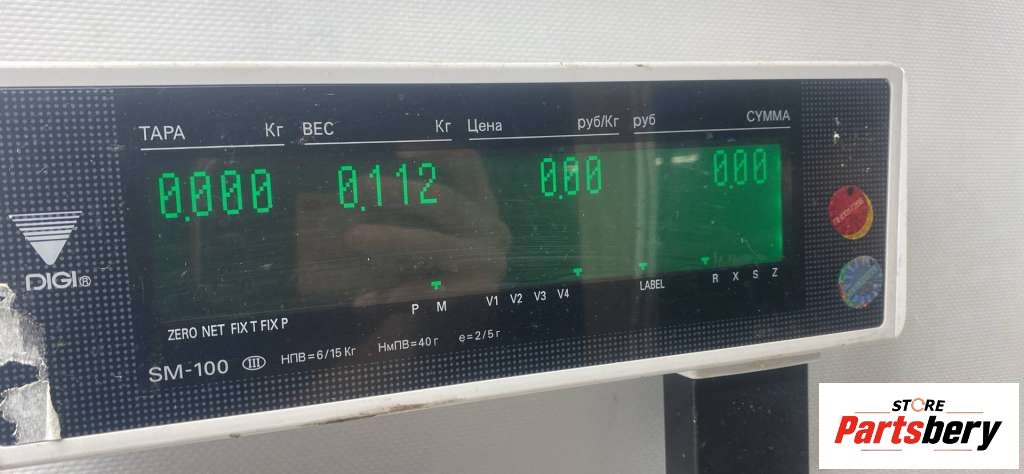 ТАРА Кг ВЕС Кг Цена руб/Кг руб СУММА
0.000 0.112 0.00 0.00
DIGI®
P M V1 V2 V3 V4 LABEL R X S Z
ZERO NET FIX T FIX P
SM-100 III НПВ=6/15 Кг НмПВ=40 г e=2/5 г
STORE
Partsbery